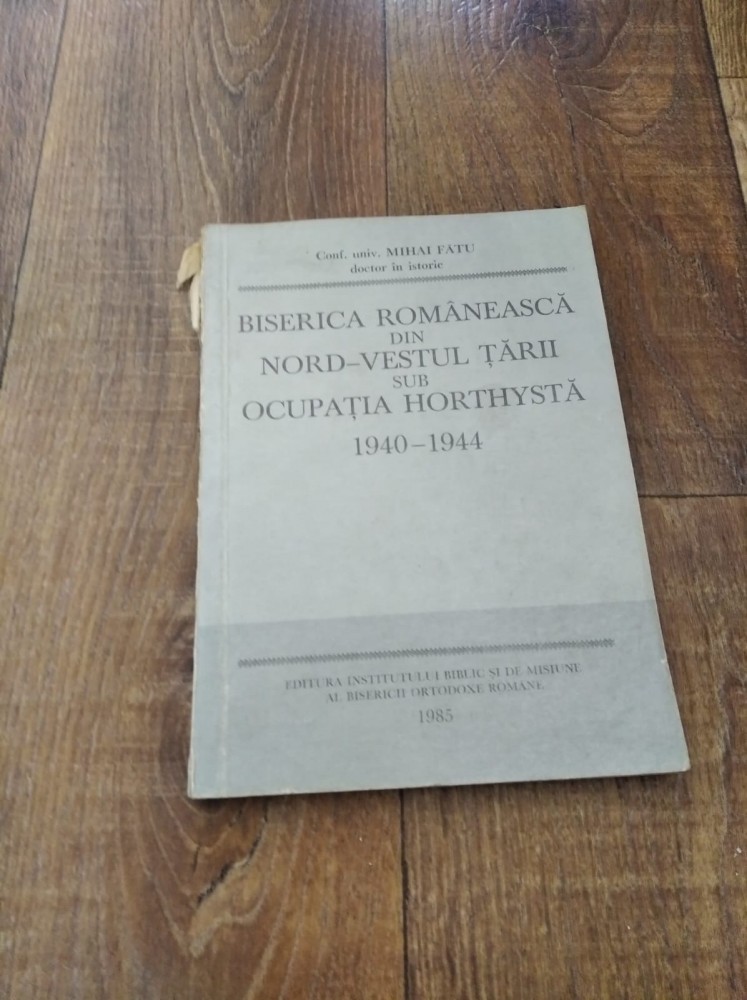 Conf. univ. MIHAI FATU
doctor în istorie
BISERICA ROMÂNEASCĂ
DIN
NORD-VESTUL ȚĂRII
SUB
OCUPAȚIA HORTHYSTĂ
1940-1944
EDITURA INSTITUTULUI BIBLIC ȘI DE MISIUNE
AL BISERICII ORTODOXE ROMÂNE
1985